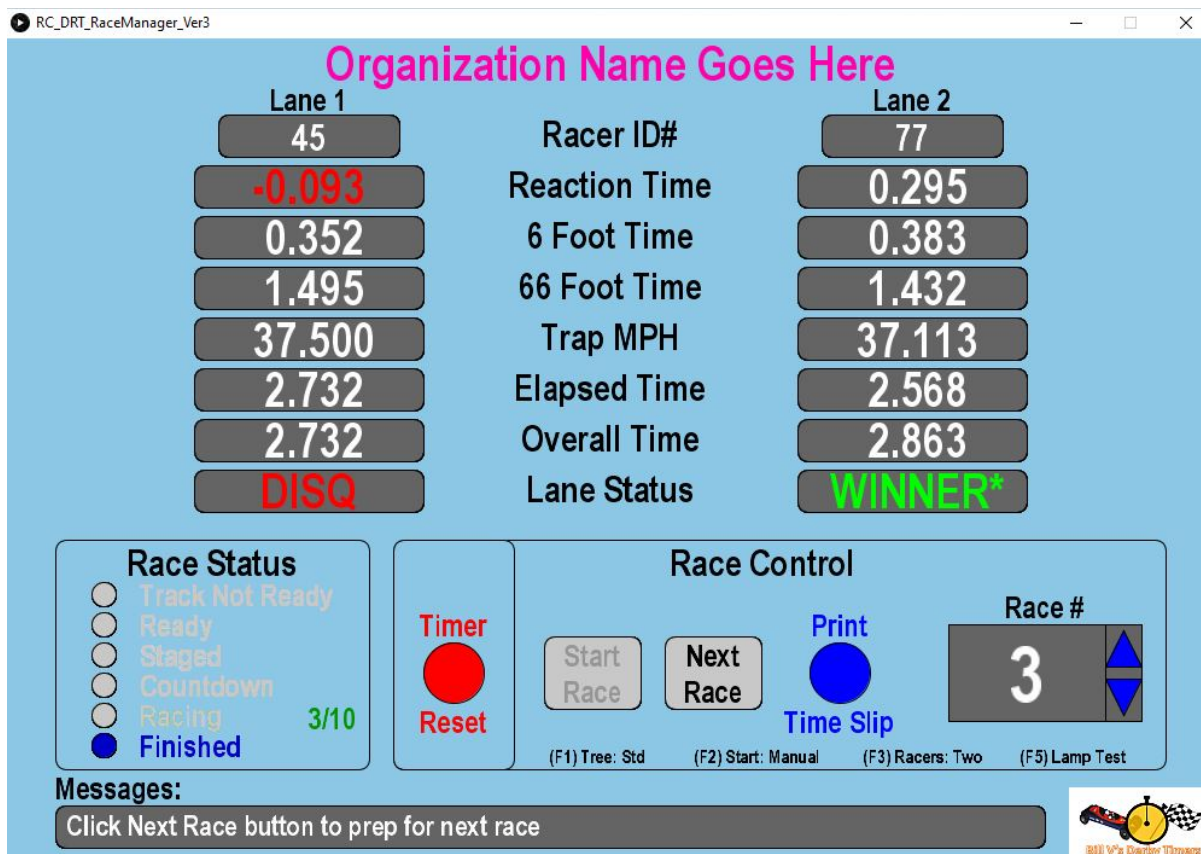 RC_DRT_RaceManager_Ver3
Organization Name Goes Here
Lane 1 Lane 2
45 Racer ID# 77
-0.093 Reaction Time 0.295
0.352 6 Foot Time 0.383
1.495 66 Foot Time 1.432
37.500 Trap MPH 37.113
2.732 Elapsed Time 2.568
2.732 Overall Time 2.863
DISQ Lane Status WINNER*
Race Status
Track Not Ready
Ready
Staged
Countdown
Racing 3/10
Finished
Timer
Reset
Race Control
Start
Race
Next
Race
Print
Time Slip
Race #
3
(F1) Tree: Std (F2) Start: Manual (F3) Racers: Two (F5) Lamp Test
Messages:
Click Next Race button to prep for next race
Bill V's Derby Timers